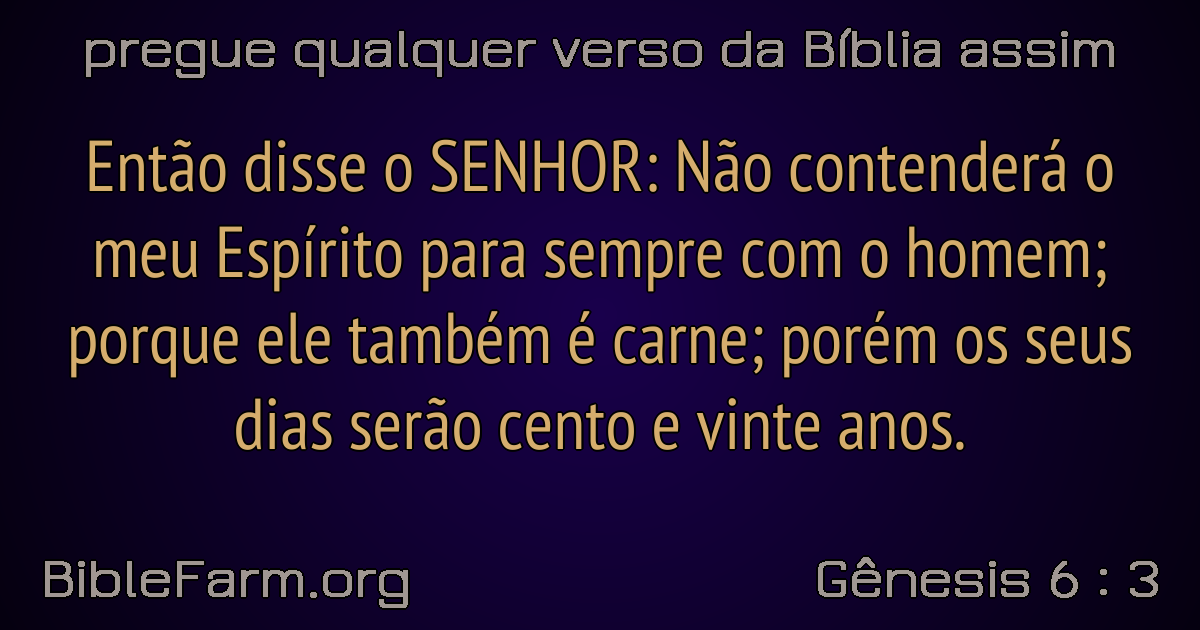 pregue qualquer verso da Bíblia assim
Então disse o SENHOR: Não contenderá o
meu Espírito para sempre com o homem;
porque ele também é carne; porém os seus
dias serão cento e vinte anos.
BibleFarm.org
Gênesis 6 : 3